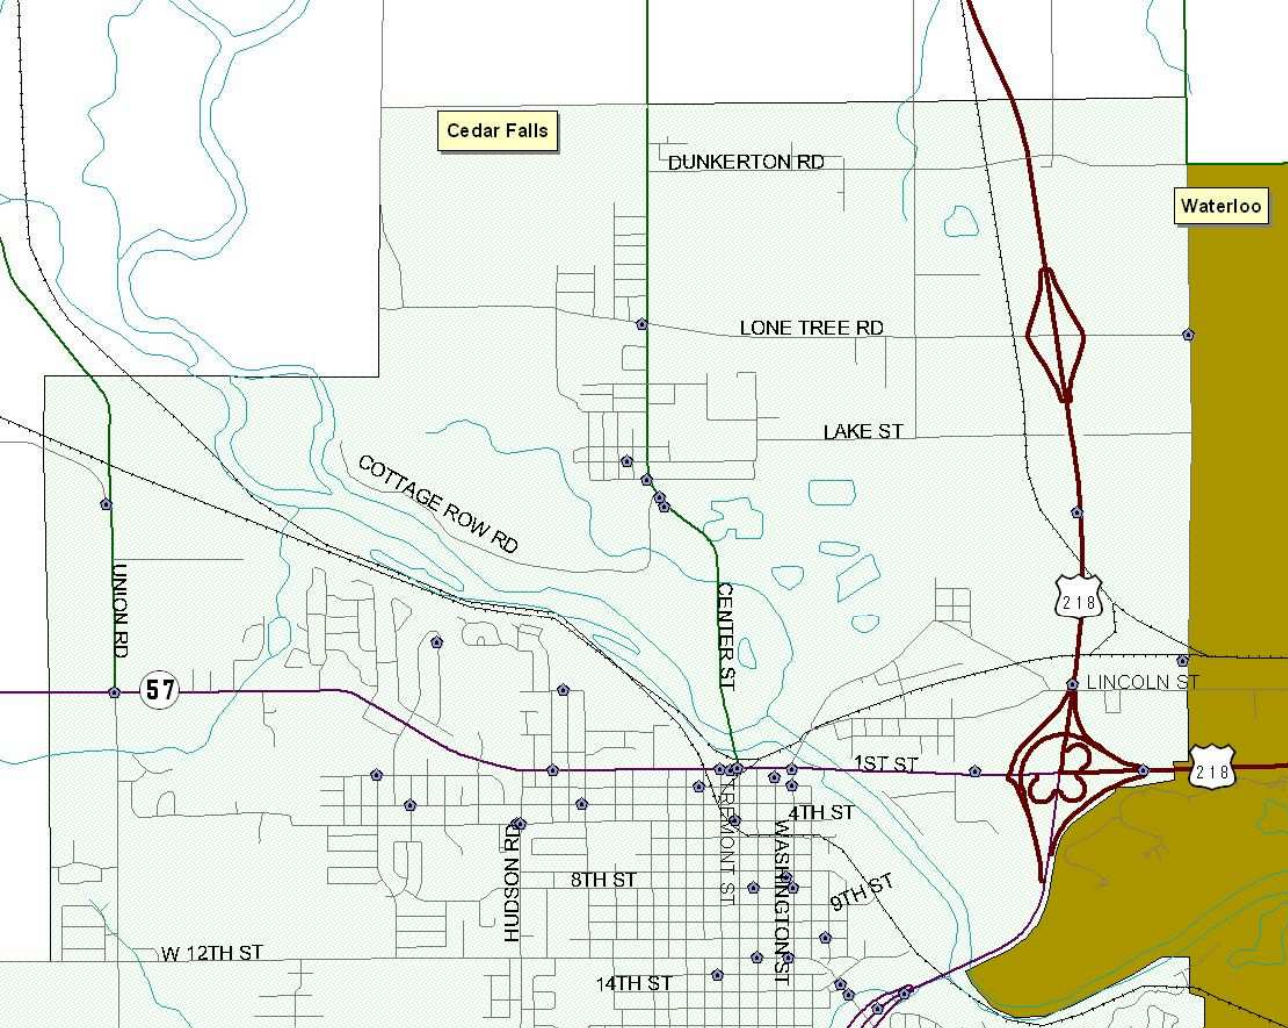 Cedar Falls
DUNKERTON RD
Waterloo
LONE TREE RD
LAKE ST
COTTAGE ROW RD
UNION RD
CENTER ST
218
57
LINCOLN ST
1ST ST
218
4TH ST
TREMONT ST
WASHINGTON ST
HUDSON RD
8TH ST
9TH ST
W 12TH ST
14TH ST